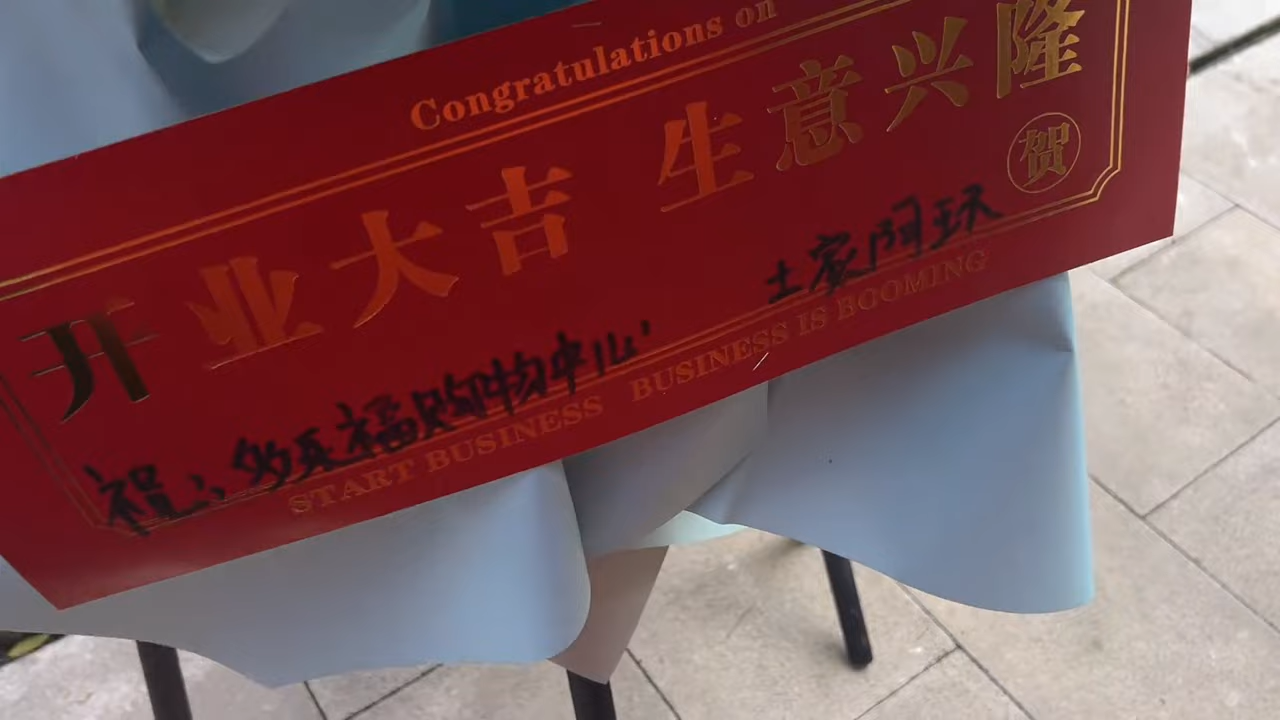 Congratulations on
开业大吉 生意兴隆
贺
祝：多乐福购物中心
土家阿环
START BUSINESS BUSINESS IS BOOMING